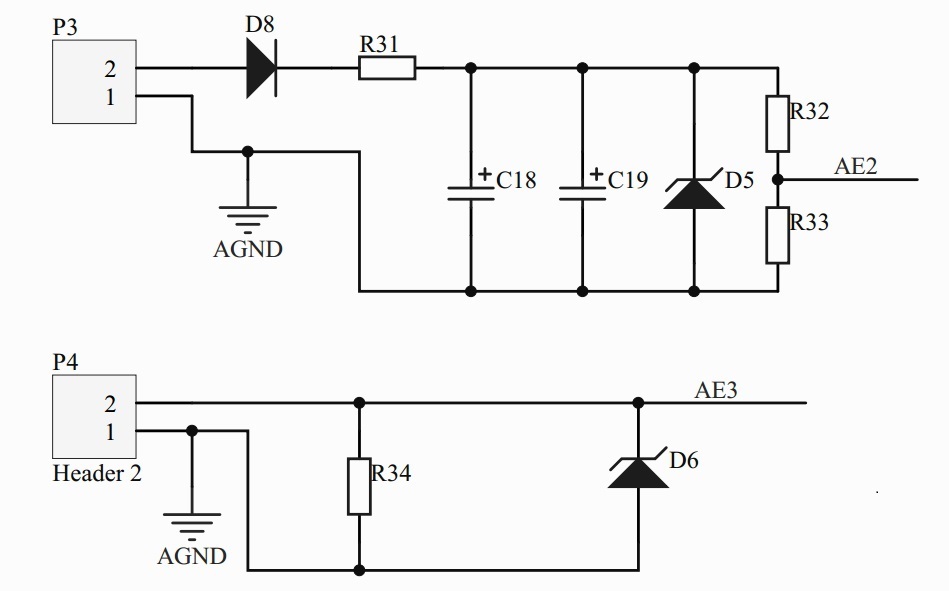 P3
D8
R31
2
1
R32
AE2
C18
C19
D5
R33
AGND
P4
2
AE3
1
D6
Header 2
R34
AGND